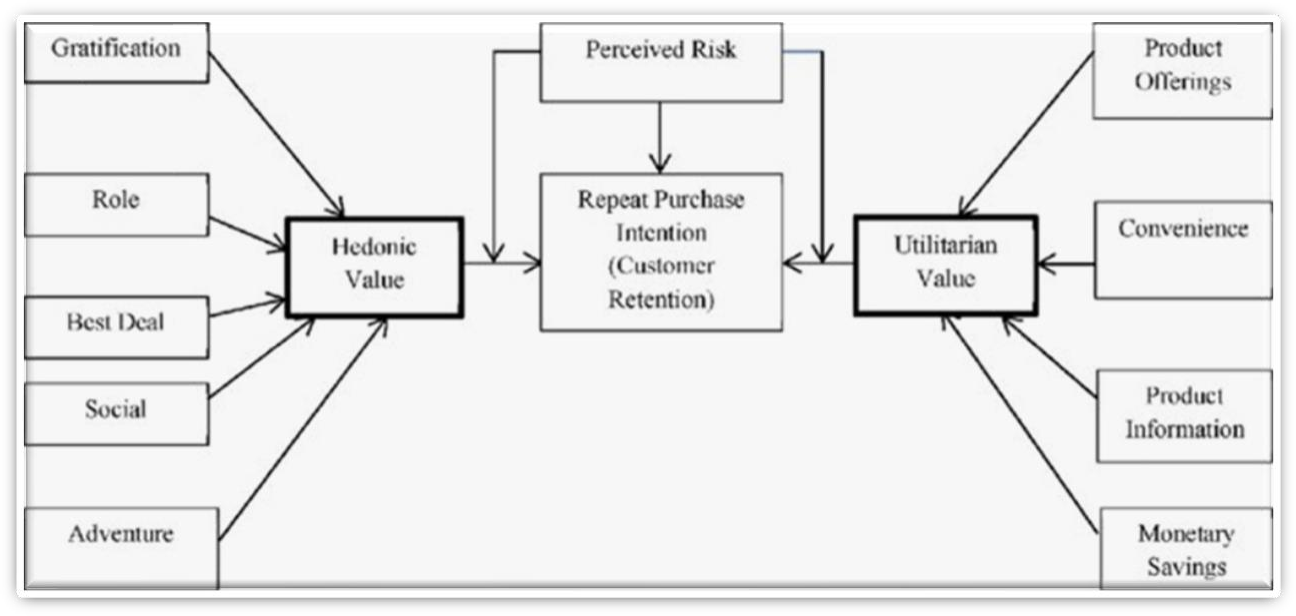 Gratification
Role
Best Deal
Social
Adventure
Hedonic
Value
Perceived Risk
Repeat Purchase
Intention
(Customer
Retention)
Utilitarian
Value
Product
Offerings
Convenience
Product
Information
Monetary
Savings